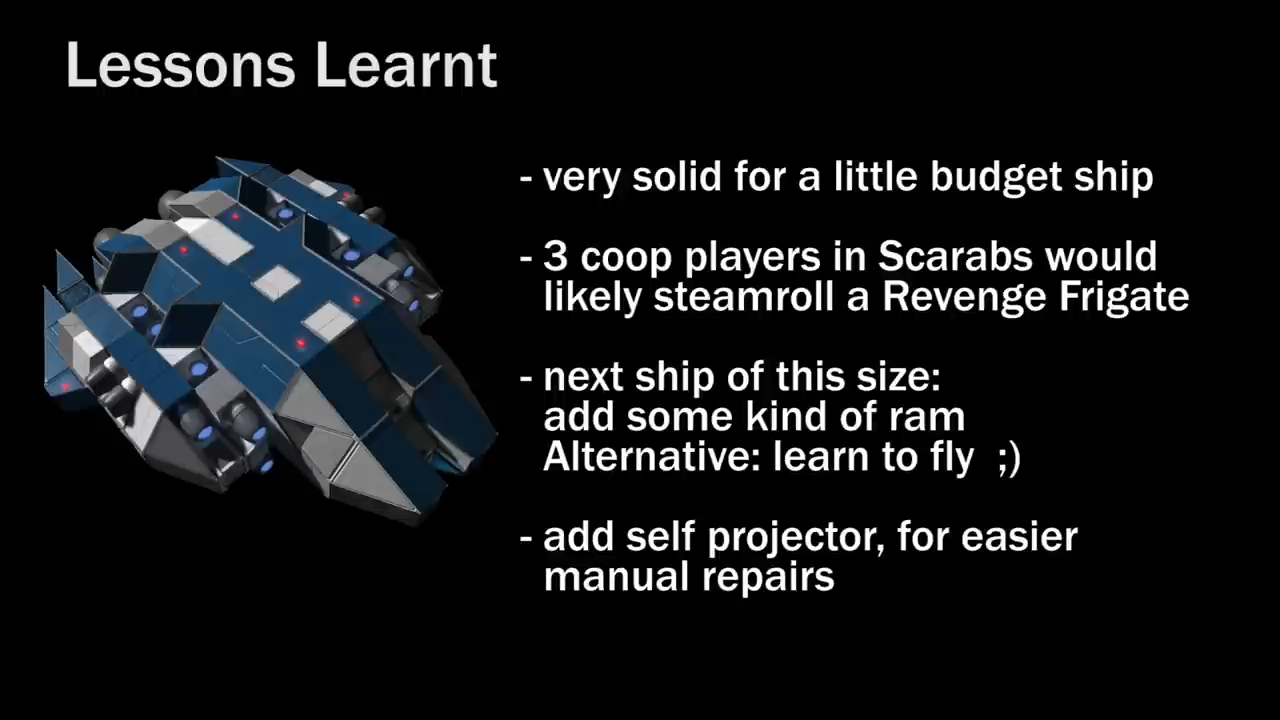 Lessons Learnt
- very solid for a little budget ship
- 3 coop players in Scarabs would
likely steamroll a Revenge Frigate
- next ship of this size:
add some kind of ram
Alternative: learn to fly ;)
- add self projector, for easier
manual repairs